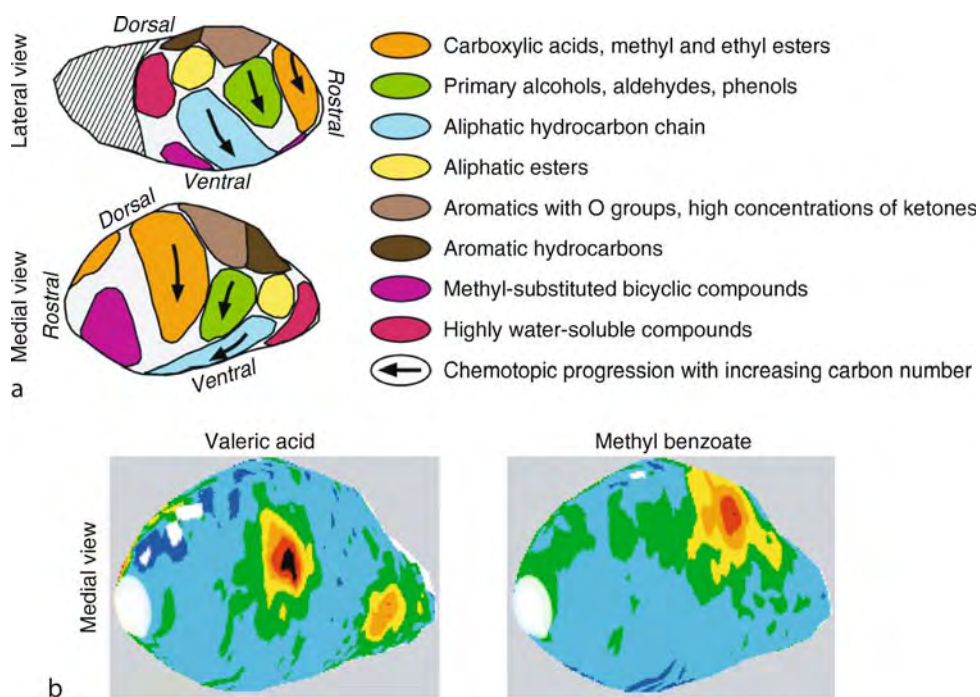 Dorsal
Lateral view
Rostral
Ventral
Dorsal
Medial view
Rostral
Ventral
a
Carboxylic acids, methyl and ethyl esters
Primary alcohols, aldehydes, phenols
Aliphatic hydrocarbon chain
Aliphatic esters
Aromatics with O groups, high concentrations of ketones
Aromatic hydrocarbons
Methyl-substituted bicyclic compounds
Highly water-soluble compounds
Chemotopic progression with increasing carbon number
Valeric acid
Methyl benzoate
Medial view
b